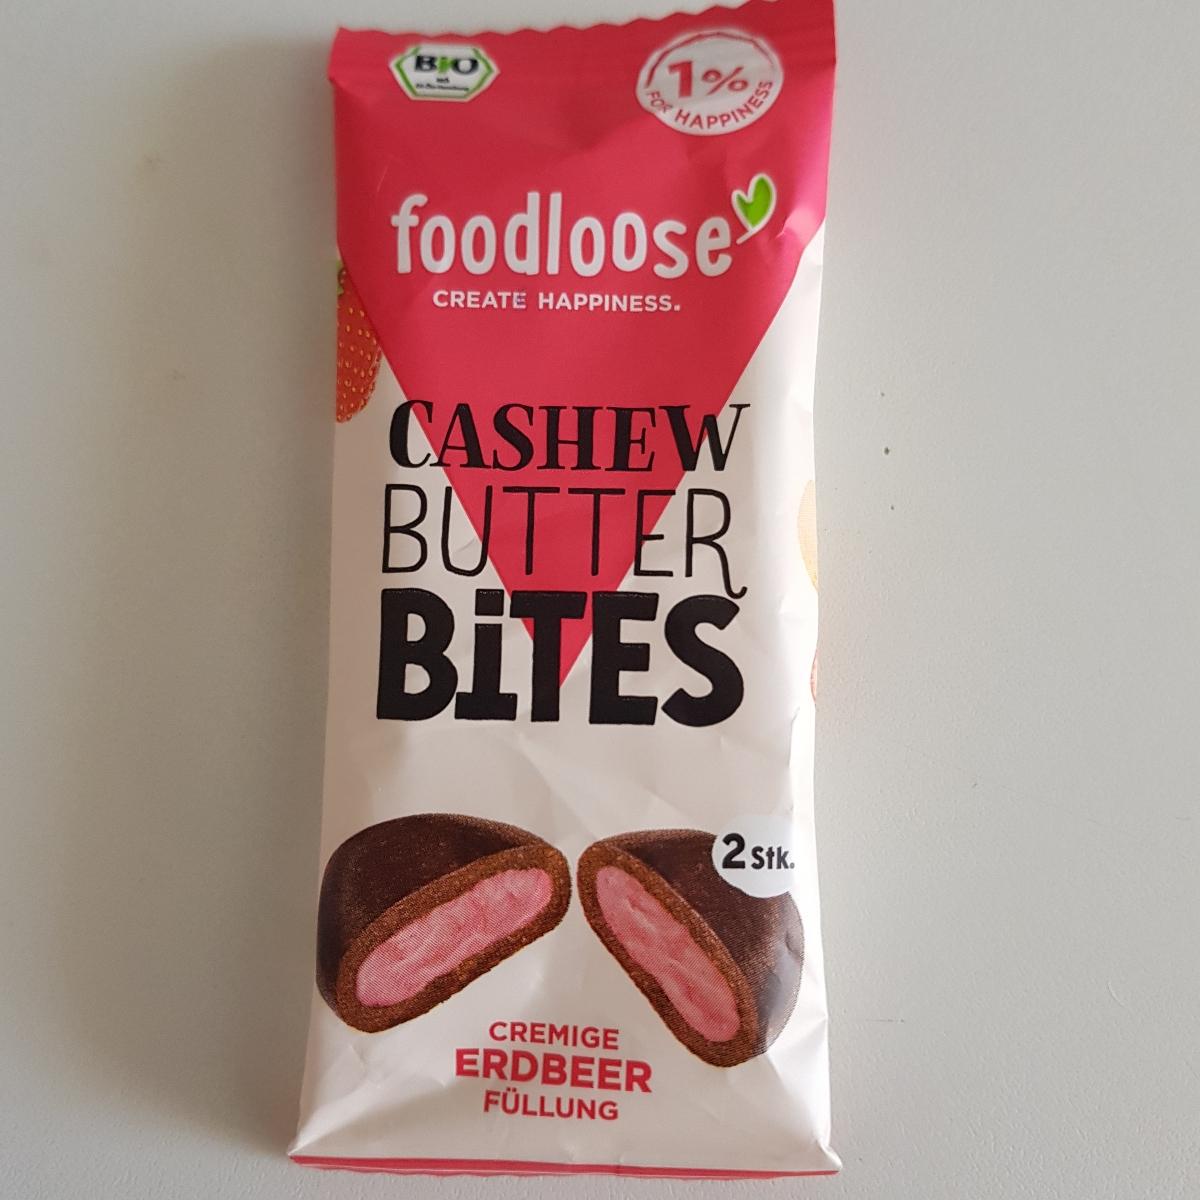 BiO
1%
FOR HAPPINESS
foodloose
CREATE HAPPINESS.
CASHEW
BUTTER
BiTES
2 Stk.
CREMIGE
ERDBEER
FÜLLUNG